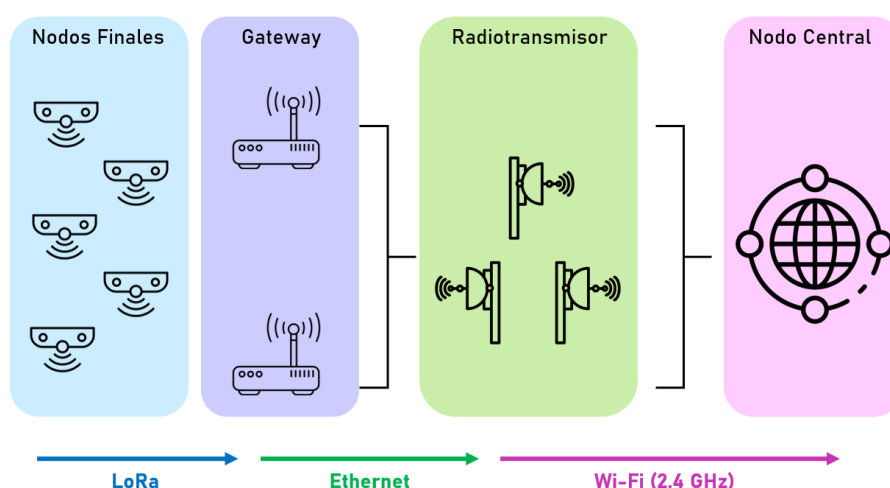 Nodos Finales
Gateway
Radiotransmisor
Nodo Central
LoRa
Ethernet
Wi-Fi (2,4 GHz)